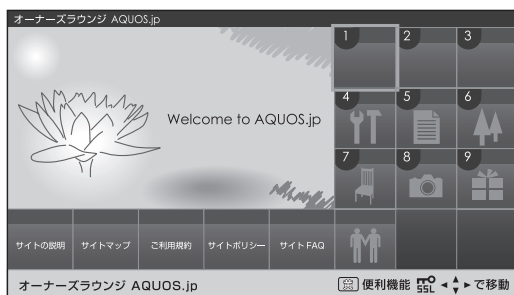 オーナーズラウンジ AQUOS.jp
1 2 3
Welcome to AQUOS.jp
4 5 6
7 8 9
サイトの説明 サイトマップ ご利用規約 サイトポリシー サイト FAQ
オーナーズラウンジ AQUOS.jp 便利機能 SSL で移動